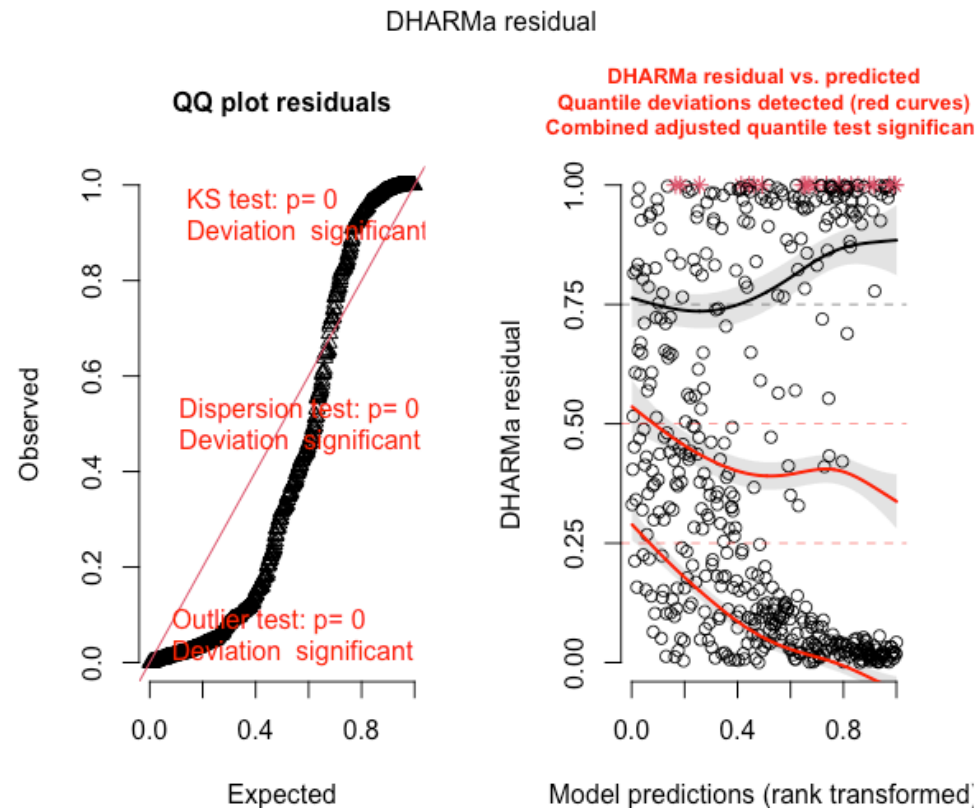 DHARMa residual
QQ plot residuals
KS test: p= 0
Deviation significant
Dispersion test: p= 0
Deviation significant
Outlier test: p= 0
Deviation significant
Observed
0.0 0.2 0.4 0.6 0.8 1.0
0.0 0.4 0.8
Expected
DHARMa residual vs. predicted
Quantile deviations detected (red curves)
Combined adjusted quantile test significan
DHARMa residual
0.00 0.25 0.50 0.75 1.00
0.0 0.4 0.8
Model predictions (rank transformed)